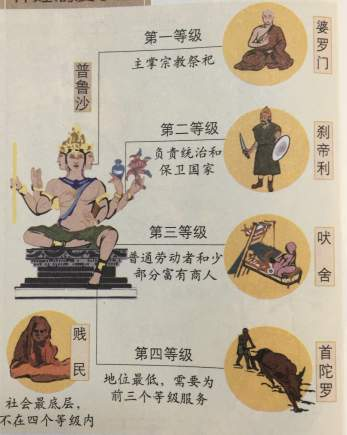 第一等级
主掌宗教祭祀
婆罗门
普鲁沙
第二等级
负责统治和
保卫国家
刹帝利
第三等级
普通劳动者和少
部分富有商人
吠舍
第四等级
地位最低，需要为
前三个等级服务
首陀罗
贱民
社会最底层，
不在四个等级内